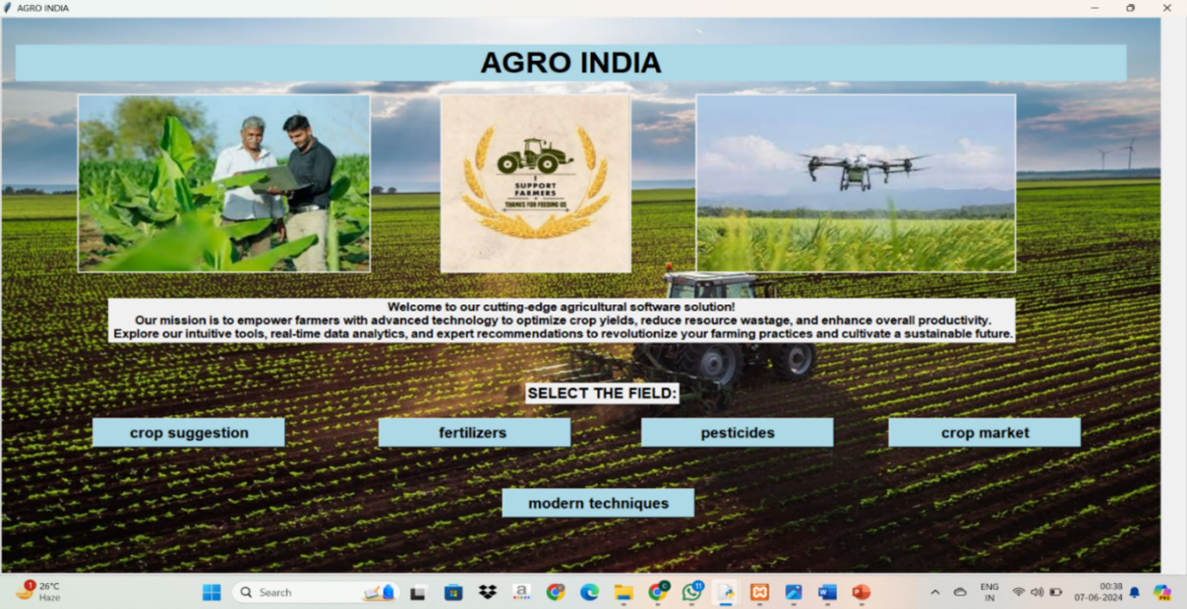 AGRO INDIA
AGRO INDIA
SUPPORT
FARMERS
THANKS FOR FEEDING US
Welcome to our cutting-edge agricultural software solution!
Our mission is to empower farmers with advanced technology to optimize crop yields, reduce resource wastage, and enhance overall productivity.
Explore our intuitive tools, real-time data analytics, and expert recommendations to revolutionize your farming practices and cultivate a sustainable future.
SELECT THE FIELD:
crop suggestion
fertilizers
pesticides
crop market
modern techniques
1
26°C
Haze
Search
a
C
11
W
P
ENG
IN
00:38
07-06-2024